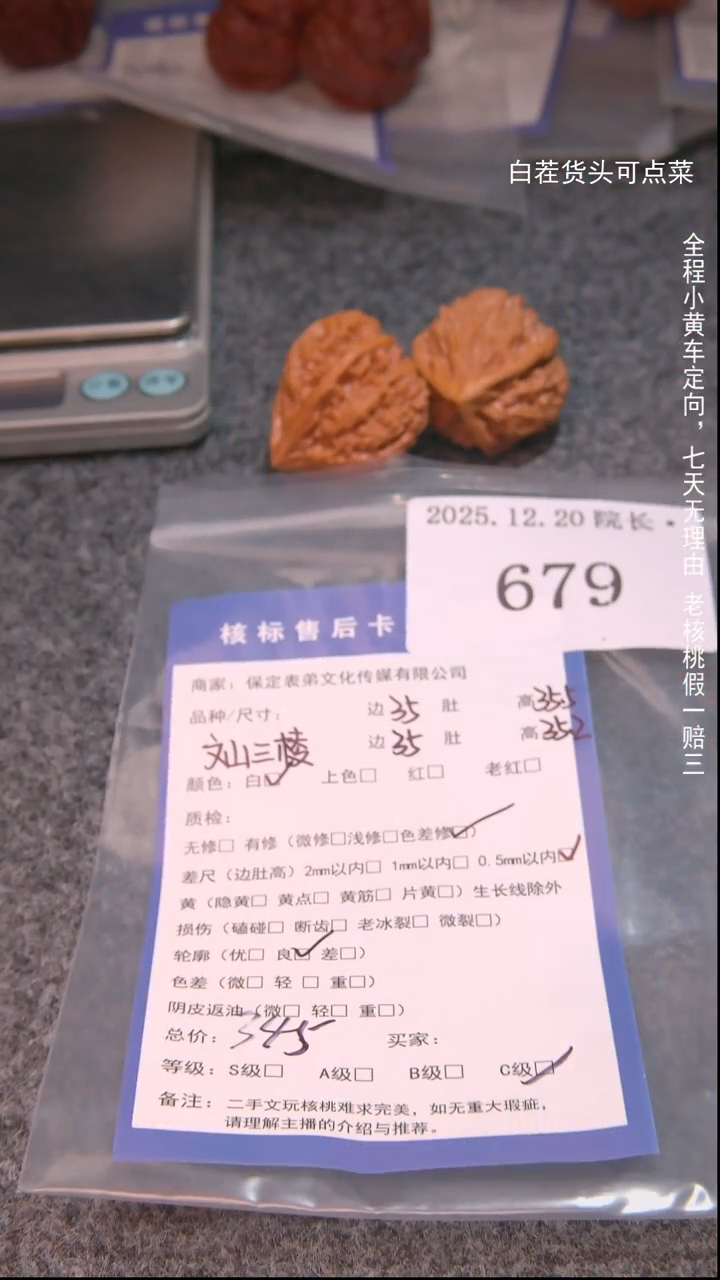 白茬货头可点菜
全程小黄车定向，七天无理由 老核桃假一赔三
2025.12.20 院长·
679
核标售后卡
商家：保定表弟文化传媒有限公司
品种/尺寸： 边35 肚 高35.5
文山三棱 边35 肚 高35.2
颜色：白☑ 上色□ 红□ 老红□
质检：
无修□ 有修（微修□浅修□色差修☑）
差尺（边肚高）2mm以内□ 1mm以内□ 0.5mm以内☑
黄（隐黄□ 黄点□ 黄筋□ 片黄□）生长线除外
损伤（磕碰□ 断齿□ 老冰裂□ 微裂□）
轮廓（优□ 良☑ 差□）
色差（微□ 轻 □ 重□）
阴皮返油（微□ 轻□ 重□）
总价：345 买家：
等级：S级□ A级□ B级□ C级☑
备注：二手文玩核桃难求完美，如无重大瑕疵，
请理解主播的介绍与推荐。